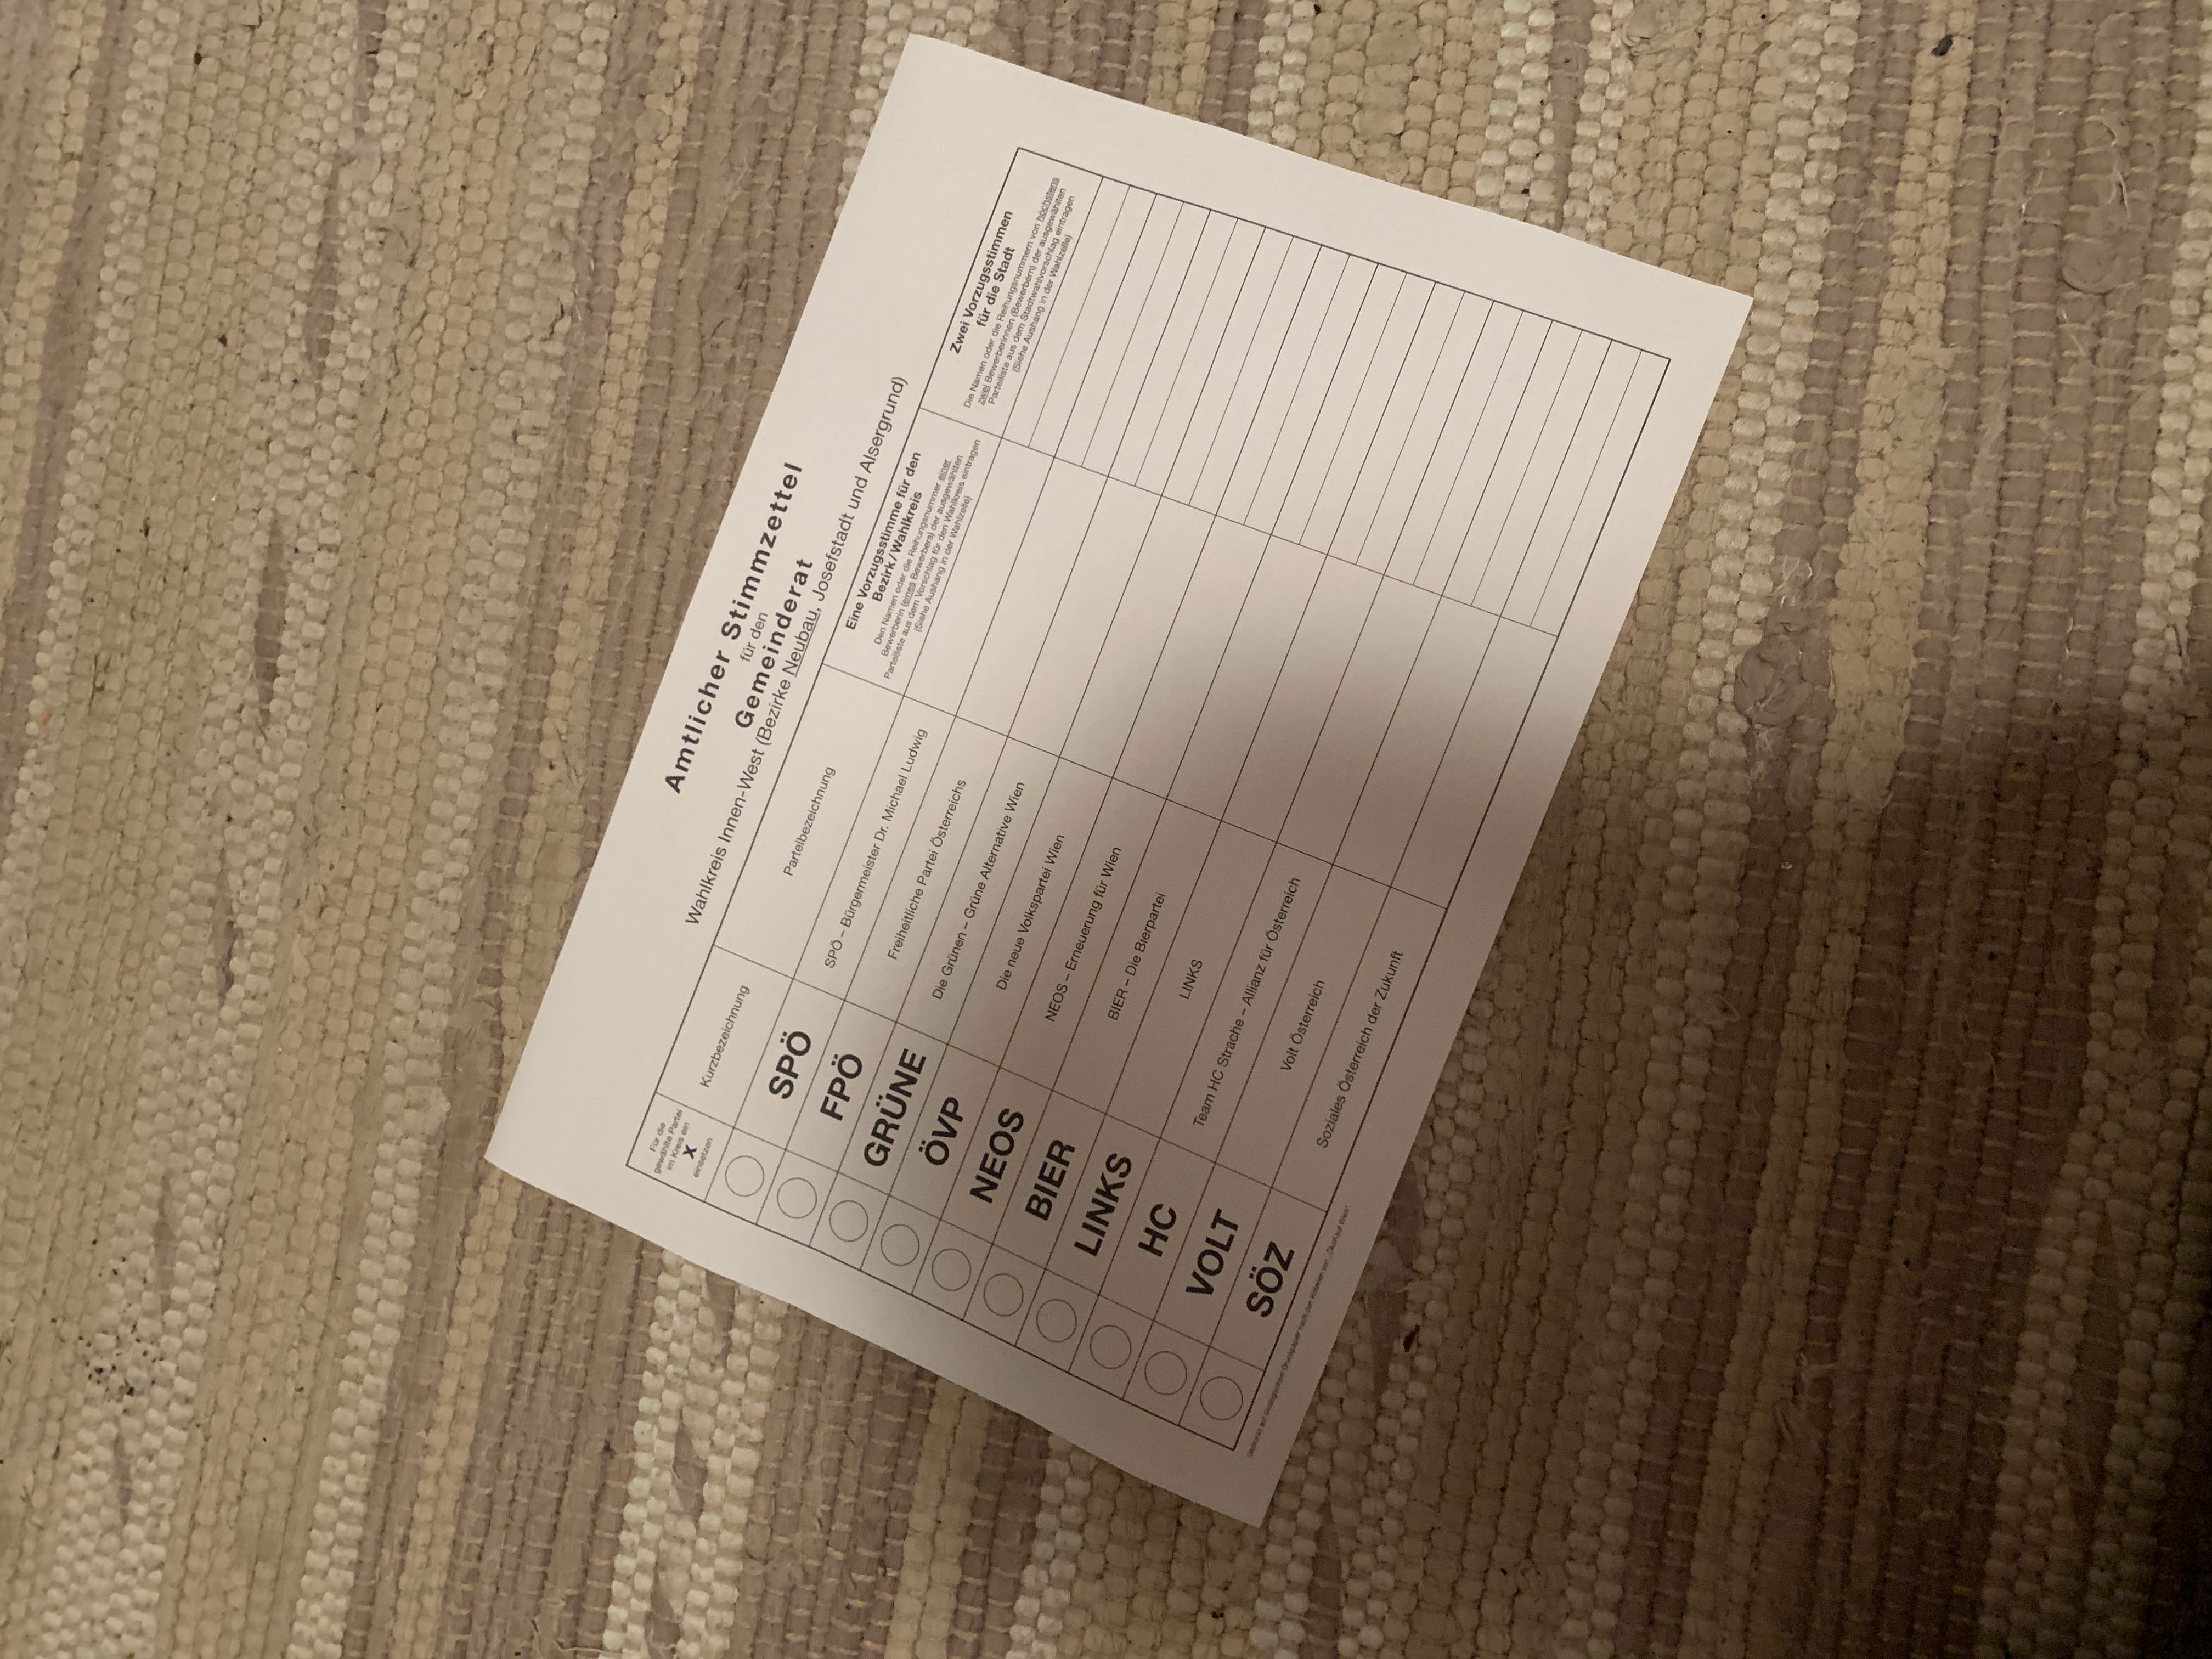 Amtlicher Stimmzettel
für den
Gemeinderat
Wahlkreis Innen-West (Bezirke Neubau, Josefstadt und Alsergrund)
Für die
gewählte Partei
im Kreis ein
X
einsetzen
Kurzbezeichnung
Parteibezeichnung
Eine Vorzugsstimme für den
Bezirk/Wahlkreis
Den Namen oder die Reihungsnummer einer
Bewerberin (eines Bewerbers) der ausgewählten
Parteiliste aus dem Vorschlag für den Wahlkreis eintragen
(Siehe Aushang in der Wahlzelle)
Zwei Vorzugsstimmen
für die Stadt
Die Namen oder die Reihungsnummern von höchstens
zwei Bewerberinnen (Bewerbern) der ausgewählten
Parteiliste aus dem Stadtwahlvorschlag eintragen
(Siehe Aushang in der Wahlzelle)
SPÖ SPÖ – Bürgermeister Dr. Michael Ludwig
FPÖ Freiheitliche Partei Österreichs
GRÜNE Die Grünen – Grüne Alternative Wien
ÖVP Die neue Volkspartei Wien
NEOS NEOS – Erneuerung für Wien
BIER BIER – Die Bierpartei
LINKS LINKS
HC Team HC Strache – Allianz für Österreich
VOLT Volt Österreich
SÖZ Soziales Österreich der Zukunft
Gedruckt auf ökologischem Druckpapier nach den Kriterien von „ÖkoKauf Wien“